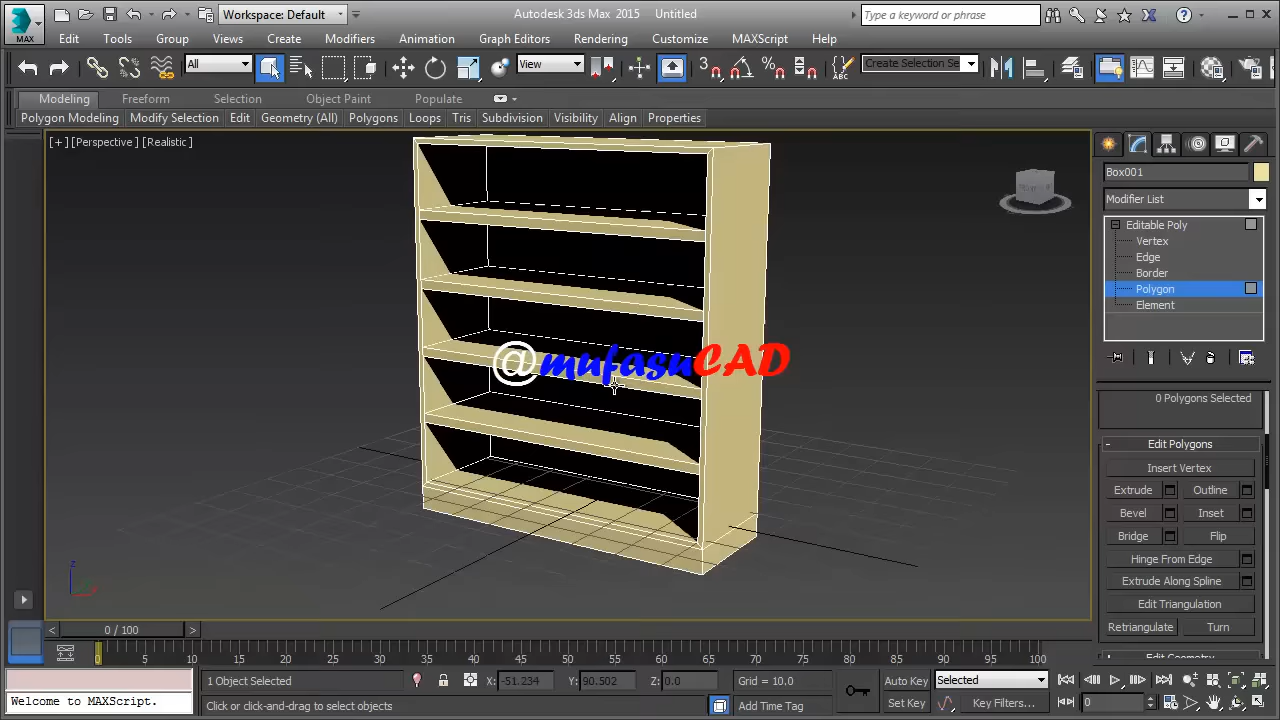 Workspace: Default
Autodesk 3ds Max 2015 Untitled
Type a keyword or phrase
MAX
Edit Tools Group Views Create Modifiers Animation Graph Editors Rendering Customize MAXScript Help
All
View
3
Create Selection Se
Modeling Freeform Selection Object Paint Populate
Polygon Modeling Modify Selection Edit Geometry (All) Polygons Loops Tris Subdivision Visibility Align Properties
[+] [Perspective] [Realistic]
Box001
Modifier List
Editable Poly
Vertex
Edge
Border
Polygon
Element
@mufasuCAD
0 Polygons Selected
Edit Polygons
Insert Vertex
Extrude Outline
Bevel Inset
Bridge Flip
Hinge From Edge
Extrude Along Spline
Edit Triangulation
Retriangulate Turn
Edit Geometry
z
< 0 / 100 >
0 5 10 15 20 25 30 35 40 45 50 55 60 65 70 75 80 85 90 95 100
1 Object Selected X: -51.234 Y: 90.502 Z: 0.0 Grid = 10.0 Auto Key Selected
Welcome to MAXScript. Click or click-and-drag to select objects Add Time Tag Set Key Key Filters... 0